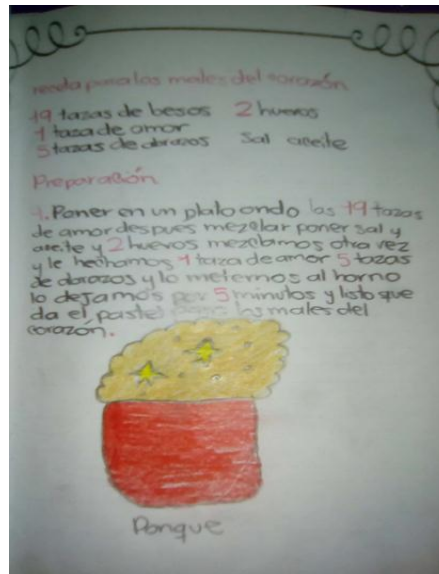 receta para los males del corazón
19 tazas de besos 2 huevos
1 taza de amor
5 tazas de abrazos Sal aceite
Preparación
1. Poner en un plato ondo las 19 tazas
de amor despues mezclar poner sal y
aceite y 2 huevos mezclamos otra vez
y le hechamos 1 taza de amor 5 tazas
de abrazos y lo metemos al horno
lo dejamos por 5 minutos y listo que
da el pastel para los males del
corazón.
Ponque